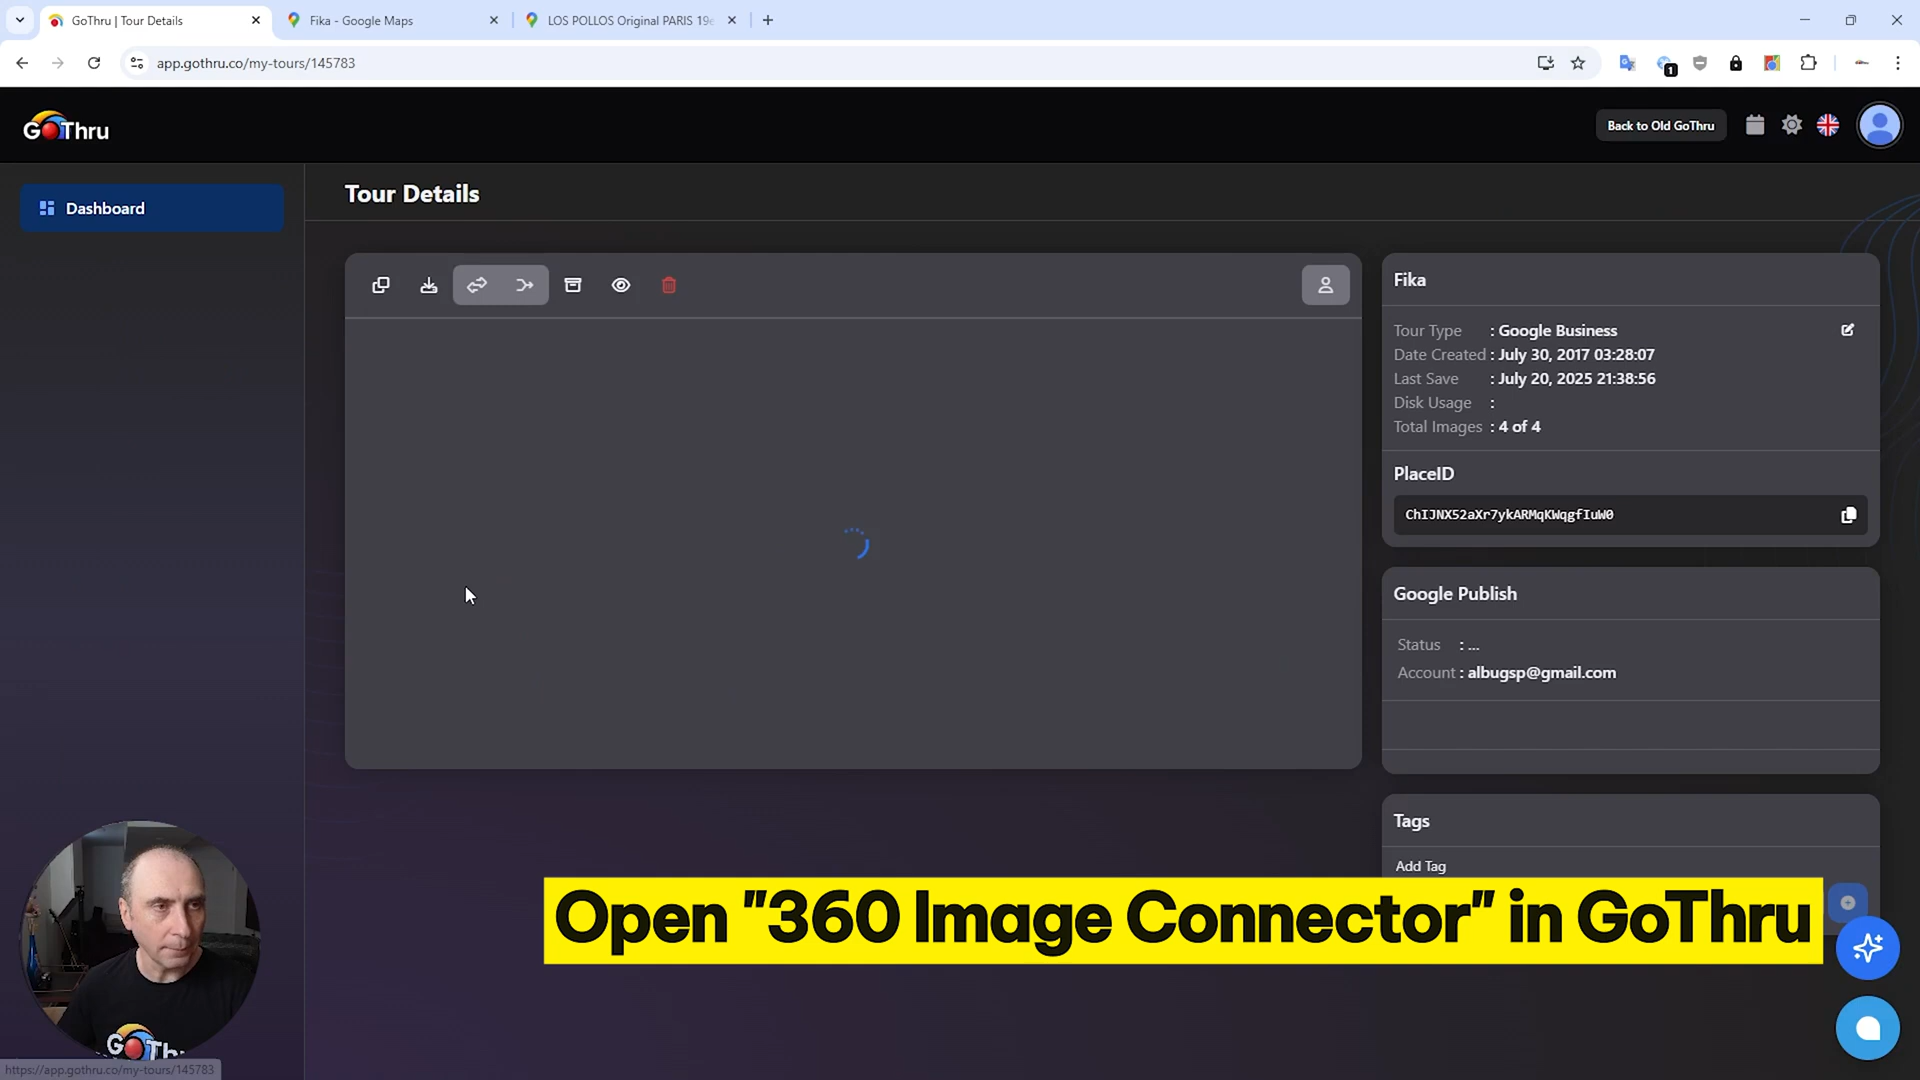 GoThru | Tour Details
Fika - Google Maps
LOS POLLOS Original PARIS 19e
app.gothru.co/my-tours/145783
1
GoThru
Back to Old GoThru
Dashboard
Tour Details
Fika
Tour Type : Google Business
Date Created : July 30, 2017 03:28:07
Last Save : July 20, 2025 21:38:56
Disk Usage :
Total Images : 4 of 4
PlaceID
ChIJNX52aXr7ykARMqKWqgfIuW0
Google Publish
Status : ...
Account : albugsp@gmail.com
Tags
Add Tag
Open "360 Image Connector" in GoThru
GoTh
https://app.gothru.co/my-tours/145783